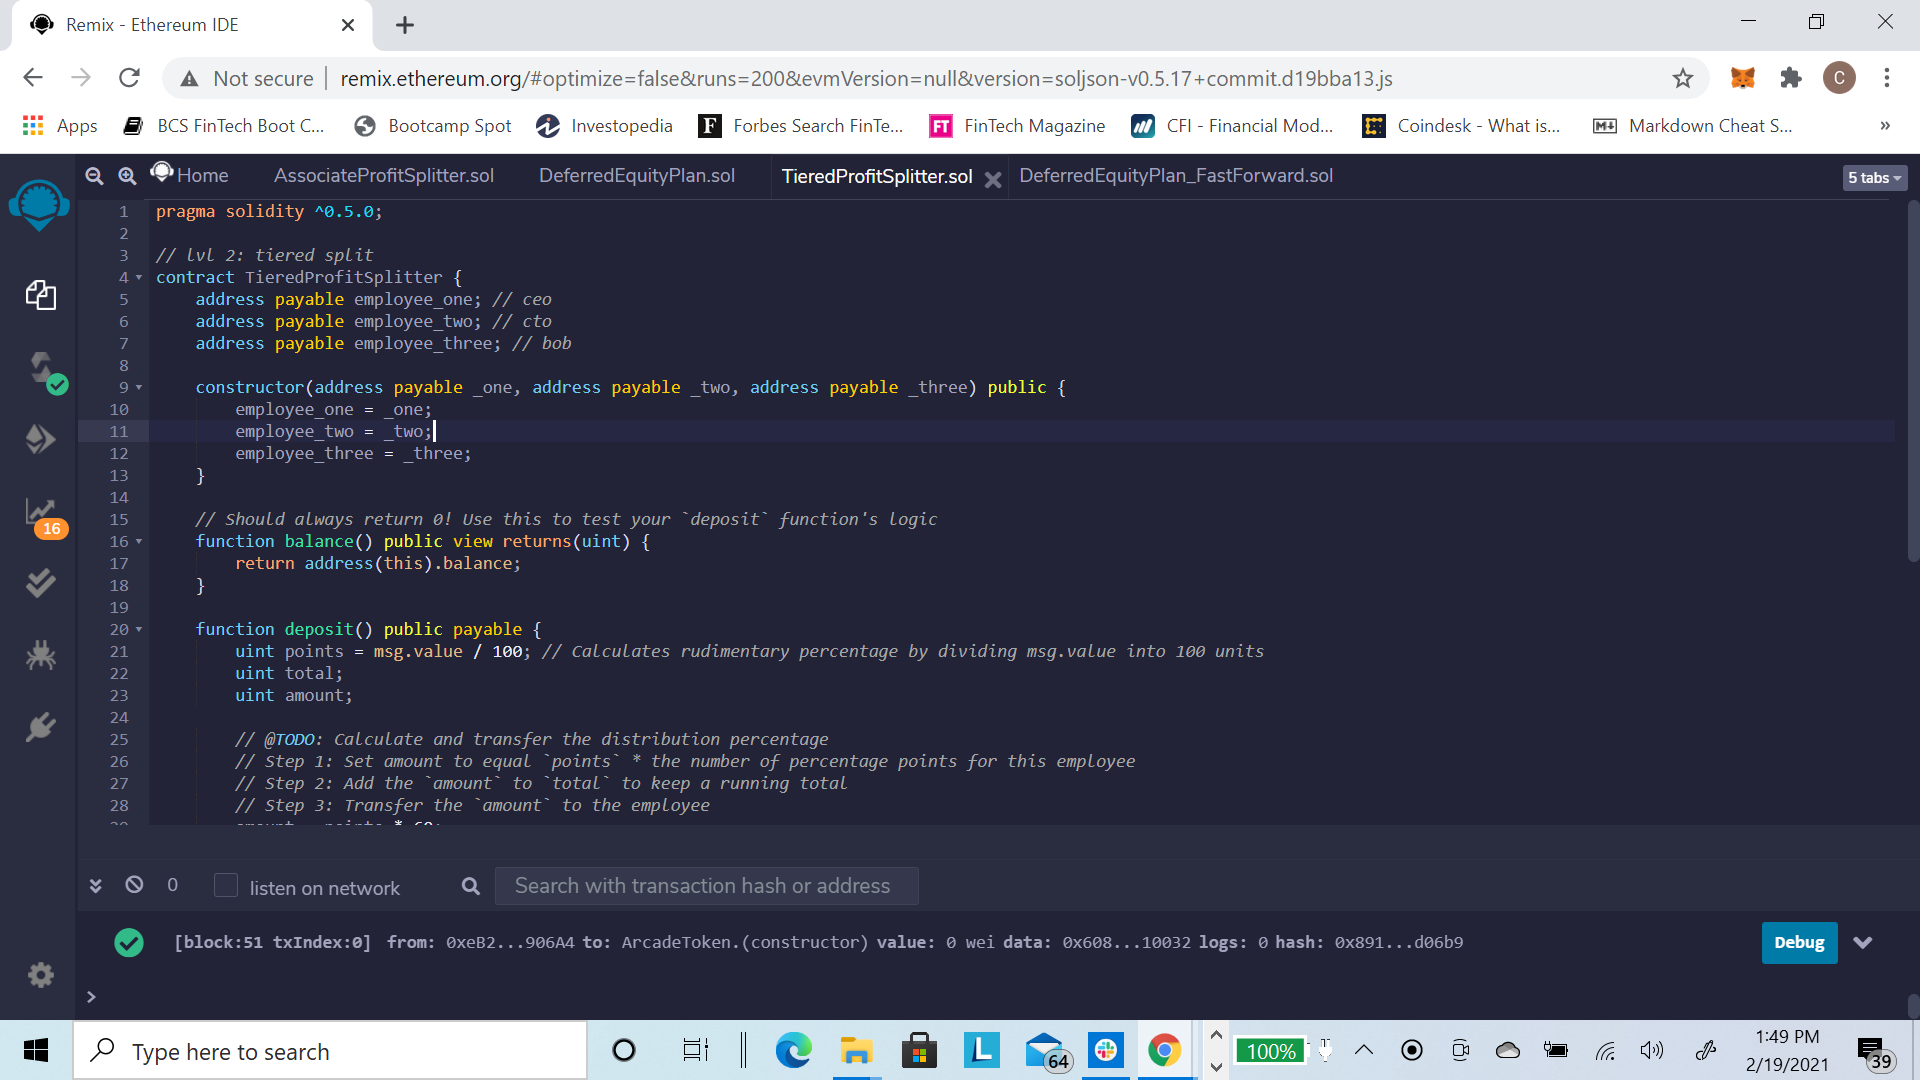 Remix - Ethereum IDE
Not secure | remix.ethereum.org/#optimize=false&runs=200&evmVersion=null&version=soljson-v0.5.17+commit.d19bba13.js
C
Apps BCS FinTech Boot C... Bootcamp Spot Investopedia F Forbes Search FinTe... FT FinTech Magazine CFI - Financial Mod... Coindesk - What is... Markdown Cheat S... »
Home AssociateProfitSplitter.sol DeferredEquityPlan.sol TieredProfitSplitter.sol DeferredEquityPlan_FastForward.sol 5 tabs
1 pragma solidity ^0.5.0;
2
3 // lvl 2: tiered split
4 contract TieredProfitSplitter {
5 address payable employee_one; // ceo
6 address payable employee_two; // cto
7 address payable employee_three; // bob
8
9 constructor(address payable _one, address payable _two, address payable _three) public {
10 employee_one = _one;
11 employee_two = _two;
12 employee_three = _three;
13 }
14
15 // Should always return 0! Use this to test your `deposit` function's logic
16 function balance() public view returns(uint) {
17 return address(this).balance;
18 }
19
20 function deposit() public payable {
21 uint points = msg.value / 100; // Calculates rudimentary percentage by dividing msg.value into 100 units
22 uint total;
23 uint amount;
24
25 // @TODO: Calculate and transfer the distribution percentage
26 // Step 1: Set amount to equal `points` * the number of percentage points for this employee
27 // Step 2: Add the `amount` to `total` to keep a running total
28 // Step 3: Transfer the `amount` to the employee
16
0 listen on network Search with transaction hash or address
[block:51 txIndex:0] from: 0xeB2...906A4 to: ArcadeToken.(constructor) value: 0 wei data: 0x608...10032 logs: 0 hash: 0x891...d06b9 Debug
>
Type here to search L 64 100% 1:49 PM
2/19/2021 39